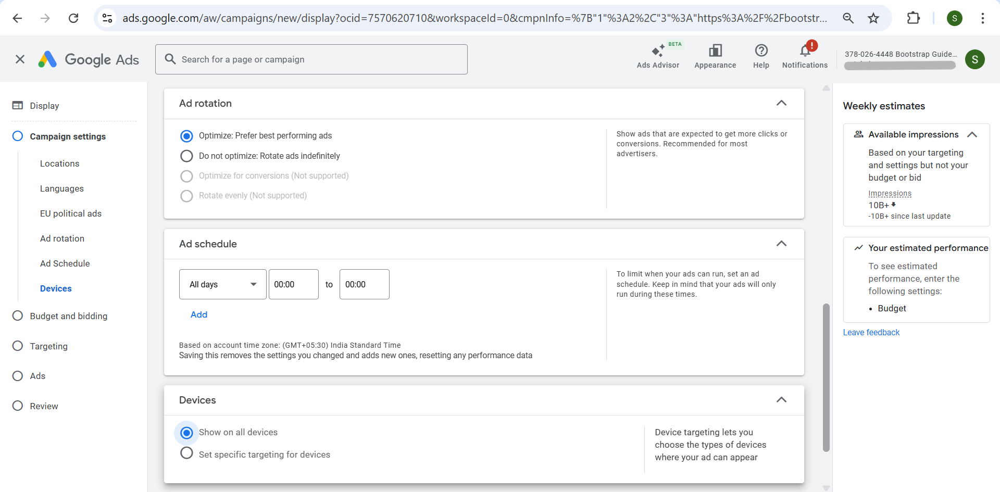 ads.google.com/aw/campaigns/new/display?ocid=7570620710&workspaceId=0&cmpnInfo=%7B"1"%3A2%2C"3"%3A"https%3A%2F%2Fbootstr...
S
Google Ads
Search for a page or campaign
BETA
Ads Advisor
Appearance
Help
!
Notifications
378-026-4448 Bootstrap Guide...
S
Display
Campaign settings
Locations
Languages
EU political ads
Ad rotation
Ad Schedule
Devices
Budget and bidding
Targeting
Ads
Review
Ad rotation
Optimize: Prefer best performing ads
Do not optimize: Rotate ads indefinitely
Optimize for conversions (Not supported)
Rotate evenly (Not supported)
Show ads that are expected to get more clicks or
conversions. Recommended for most
advertisers.
Ad schedule
All days
00:00
to
00:00
Add
Based on account time zone: (GMT+05:30) India Standard Time
Saving this removes the settings you changed and adds new ones, resetting any performance data
To limit when your ads can run, set an ad
schedule. Keep in mind that your ads will only
run during these times.
Devices
Show on all devices
Set specific targeting for devices
Device targeting lets you
choose the types of devices
where your ad can appear
Weekly estimates
Available impressions
Based on your targeting
and settings but not your
budget or bid
Impressions
10B+
-10B+ since last update
Your estimated performance
To see estimated
performance, enter the
following settings:
• Budget
Leave feedback